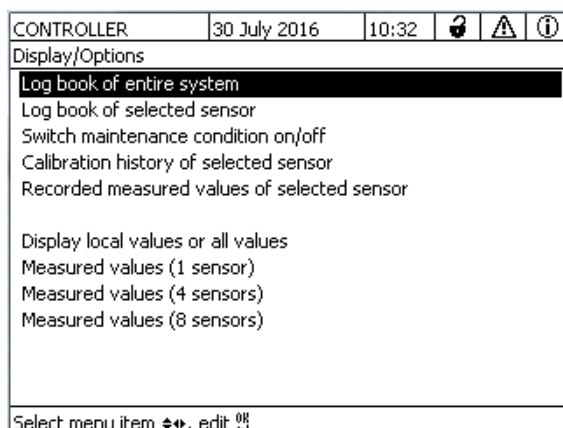 CONTROLLER 30 July 2016 10:32
Display/Options
Log book of entire system
Log book of selected sensor
Switch maintenance condition on/off
Calibration history of selected sensor
Recorded measured values of selected sensor
Display local values or all values
Measured values (1 sensor)
Measured values (4 sensors)
Measured values (8 sensors)
Select menu item , edit OK